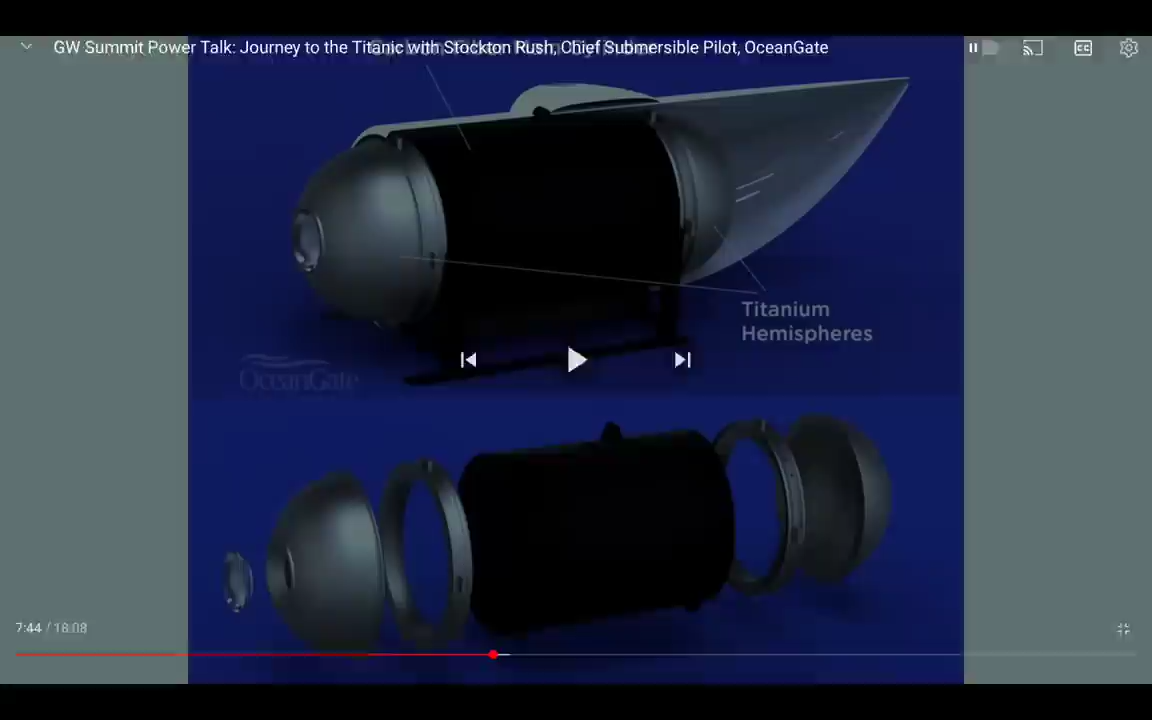 GW Summit Power Talk: Journey to the Titanic with Stockton Rush, Chief Submersible Pilot, OceanGate
CC
Titanium
Hemispheres
OceanGate
7:44 / 18:08